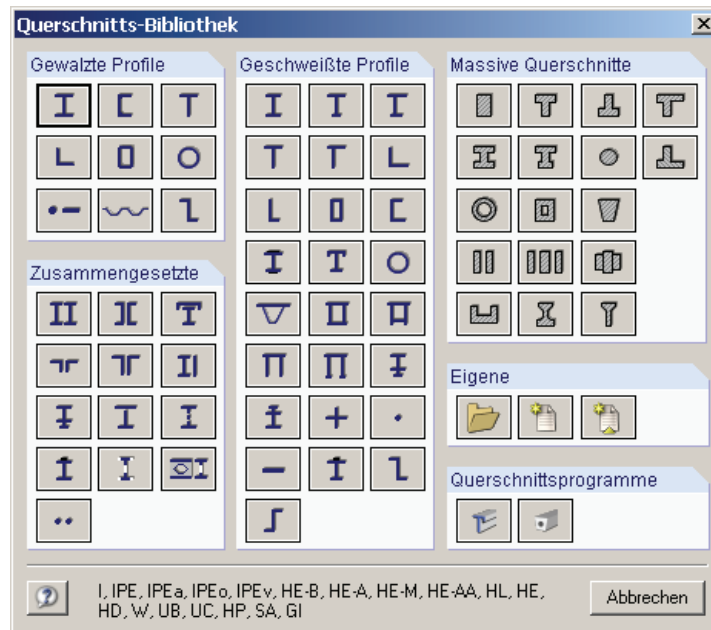 Querschnitts-Bibliothek
Gewalzte Profile
Geschweißte Profile
Massive Querschnitte
Zusammengesetzte
Eigene
Querschnittsprogramme
I, IPE, IPEa, IPEo, IPEv, HE-B, HE-A, HE-M, HE-AA, HL, HE,
HD, W, UB, UC, HP, SA, GI
Abbrechen